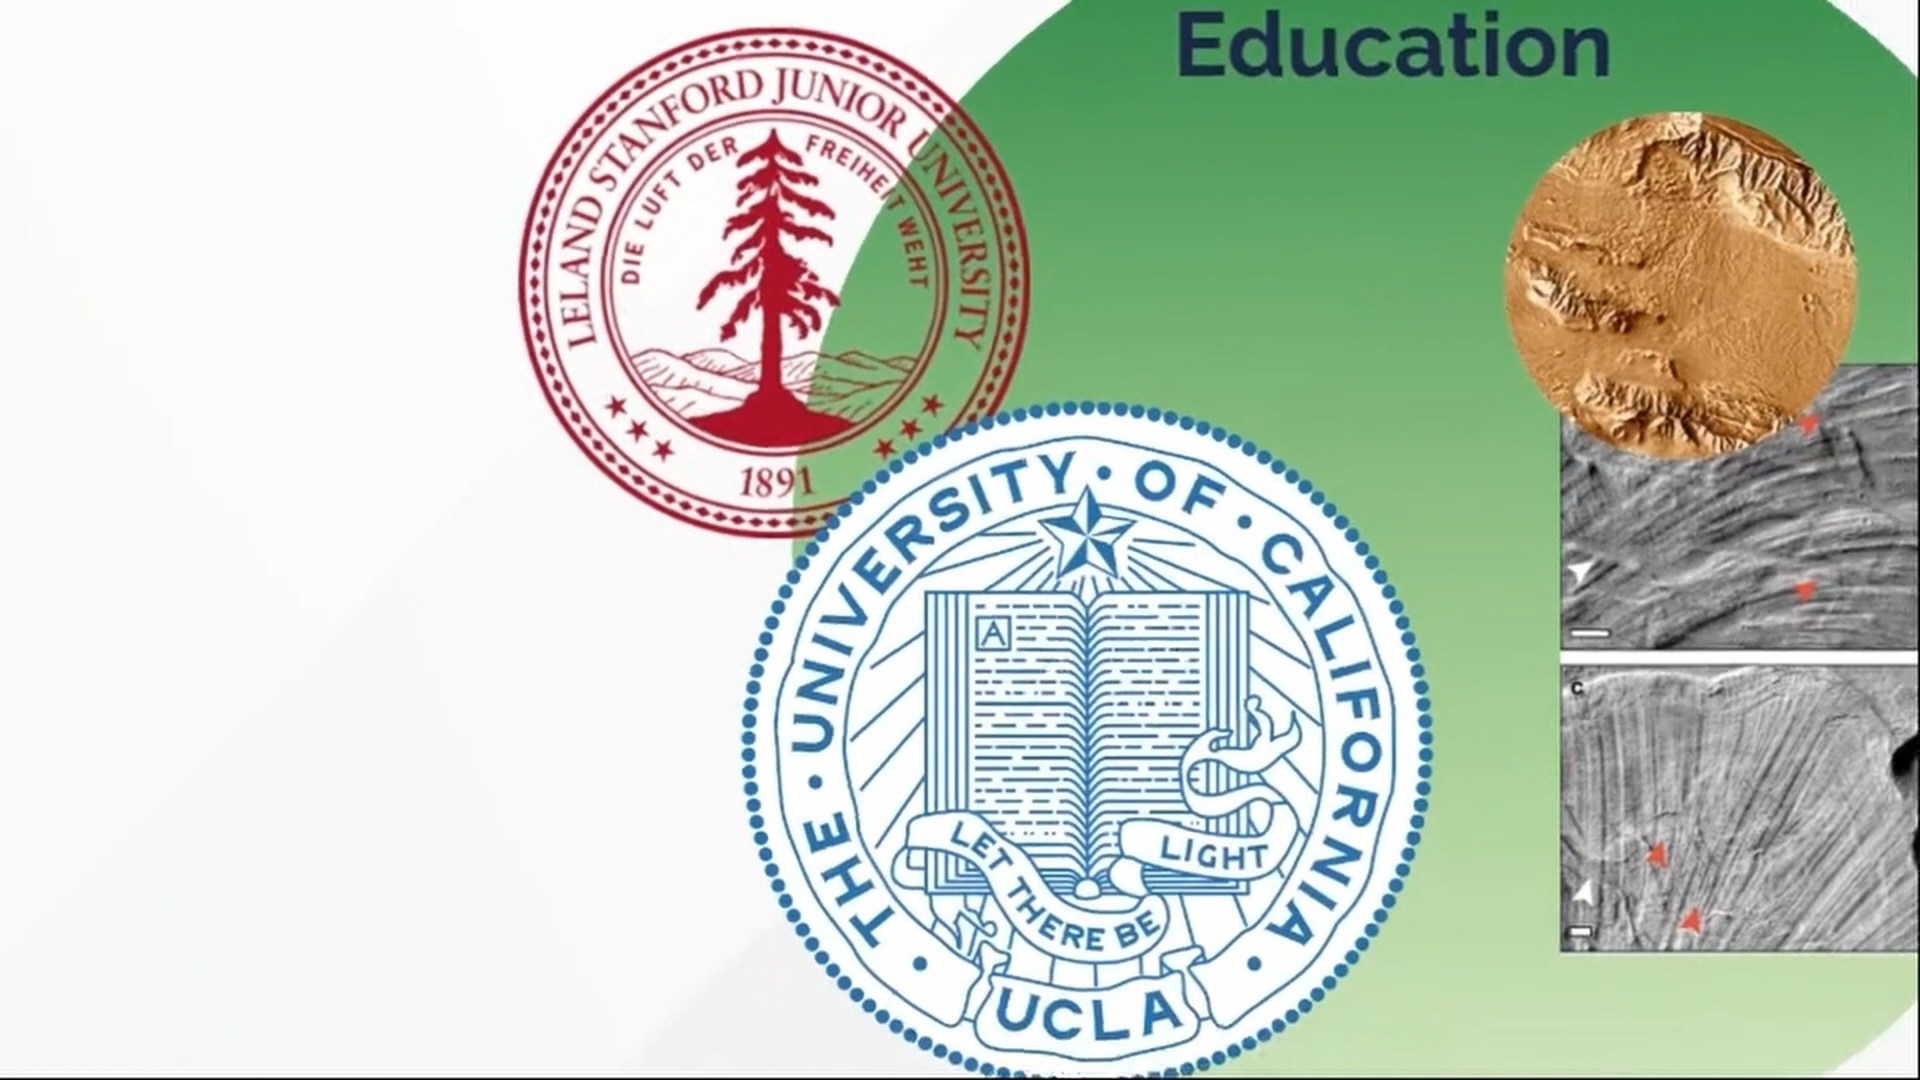 Education
LELAND STANFORD JUNIOR UNIVERSITY
DIE LUFT DER FREIHEIT WEHT
1891
THE · UNIVERSITY · OF · CALIFORNIA
A
LET THERE BE LIGHT
UCLA
c